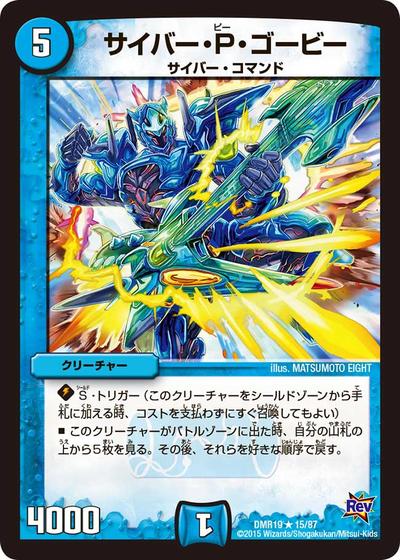 5
サイバー・P・ゴービー
ピー
サイバー・コマンド
クリーチャー
illus. MATSUMOTO EIGHT
S・トリガー(このクリーチャーをシールドゾーンから手
札に加える時、コストを支払わずにすぐ召喚してもよい)
■このクリーチャーがバトルゾーンに出た時、自分の山札の
上から5枚を見る。その後、それらを好きな順序で戻す。
4000
1
DMR19★15/87
©2015 Wizards/Shogakukan/Mitsui-Kids
Rev